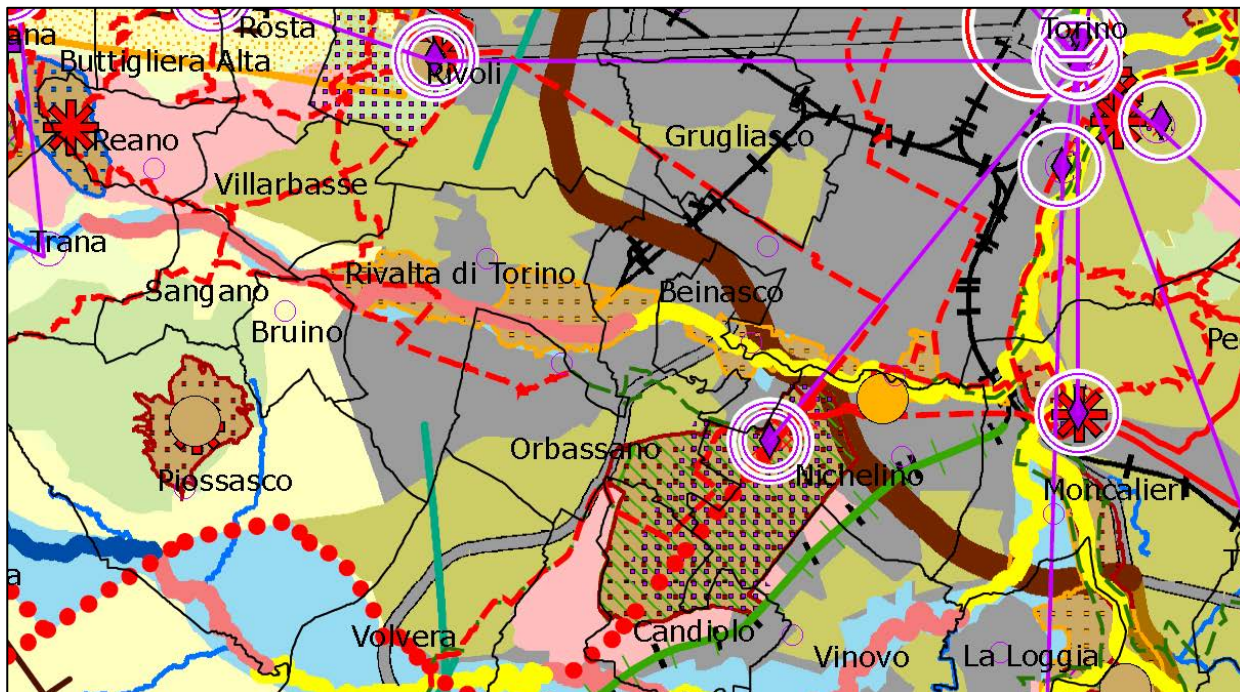 ana
Rosta
Torino
Buttigliera Alta
Rivoli
Grugliasco
Reano
Villarbasse
Trana
Rivalta di Torino
Beinasco
Sangano
Bruino
Pe
Orbassano
Piossasco
Nichelino
Moncalieri
T
a
Volvera
Candiolo
Vinovo
La Loggia